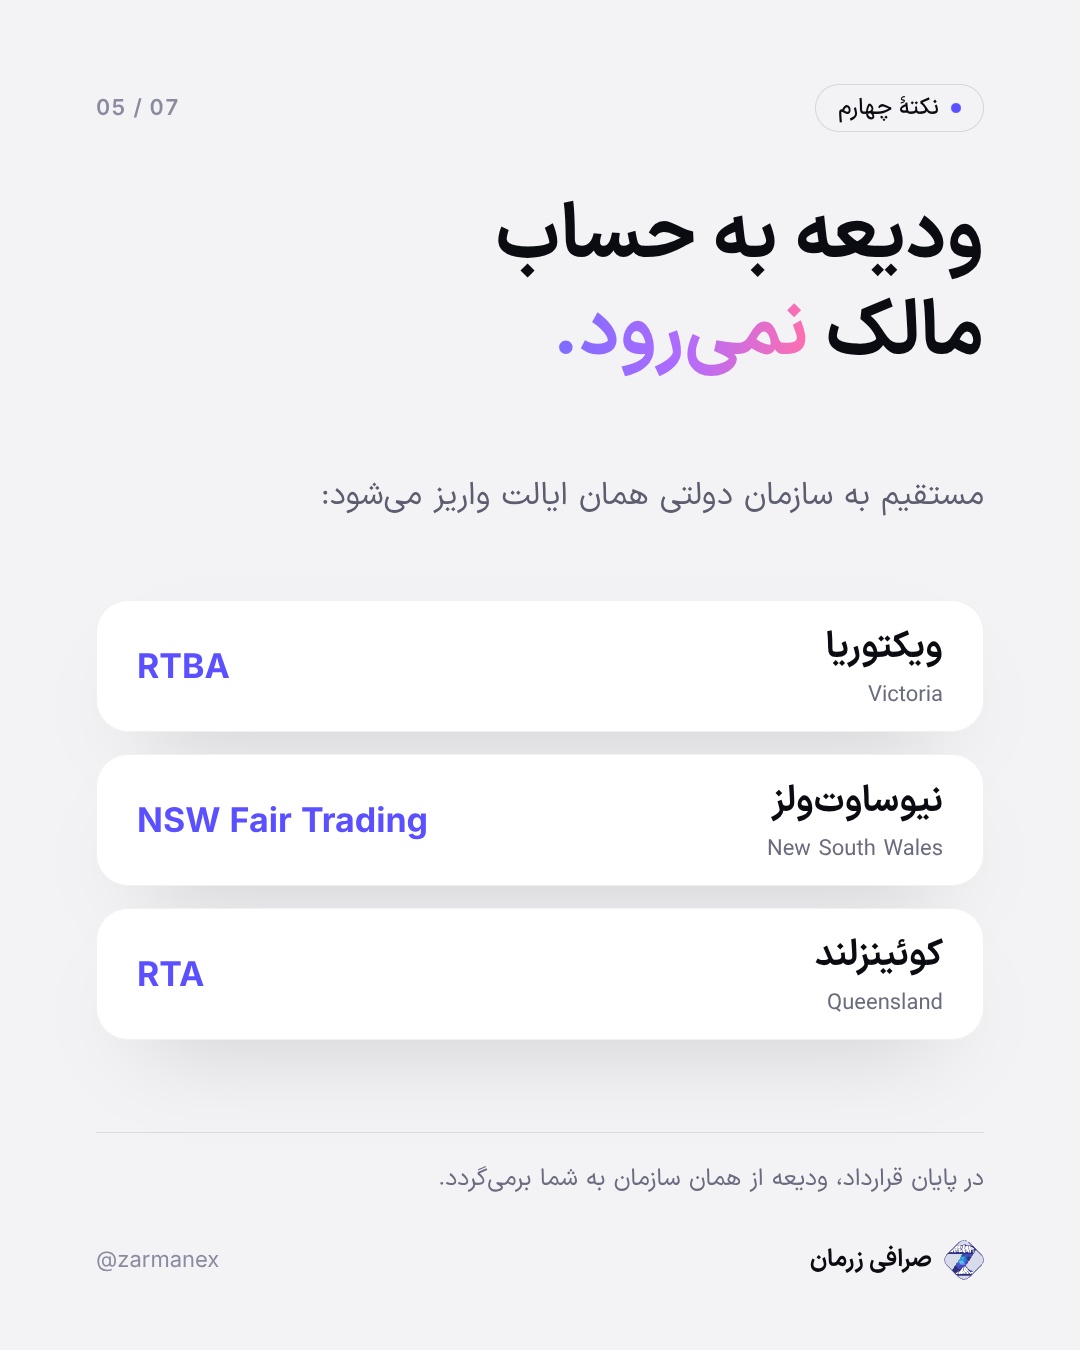 نکتهٔ چهارم
05 / 07
ودیعه به حساب
مالک نمی‌رود.
مستقیم به سازمان دولتی همان ایالت واریز می‌شود:
ویکتوریا
Victoria
RTBA
نیوساوت‌ولز
New South Wales
NSW Fair Trading
کوئینزلند
Queensland
RTA
در پایان قرارداد، ودیعه از همان سازمان به شما برمی‌گردد.
صرافی زرمان
@zarmanex